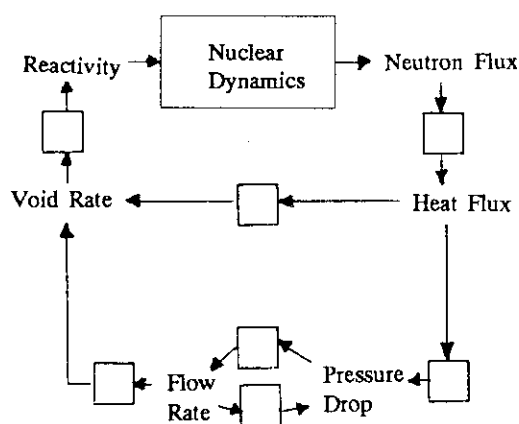 Nuclear
Dynamics
Reactivity
Neutron Flux
Void Rate
Heat Flux
Flow
Rate
Pressure
Drop